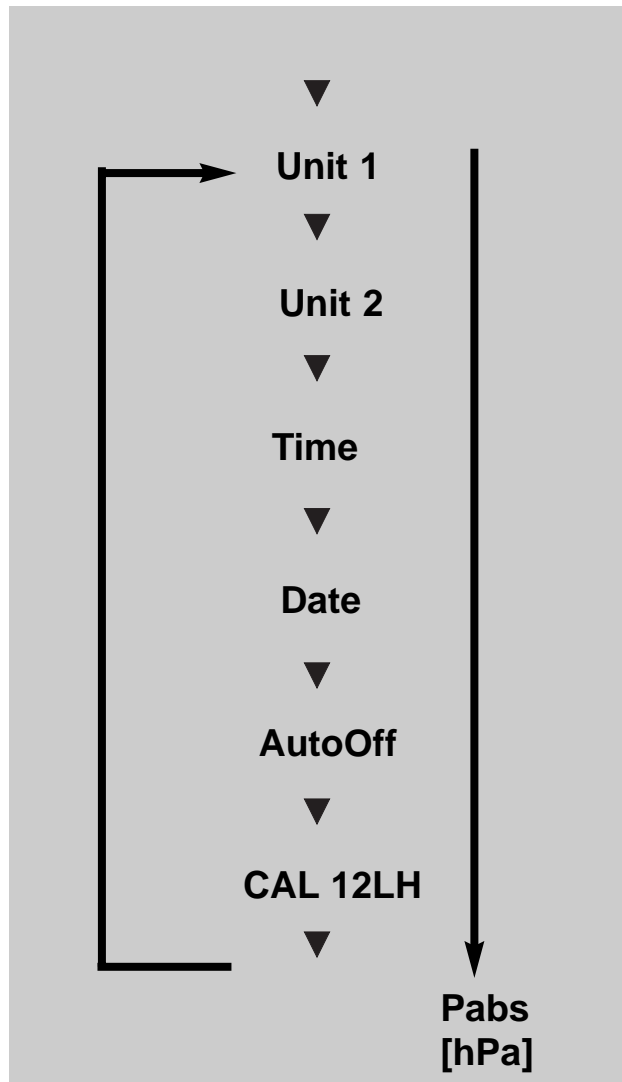 Unit 1
Unit 2
Time
Date
AutoOff
CAL 12LH
Pabs
[hPa]